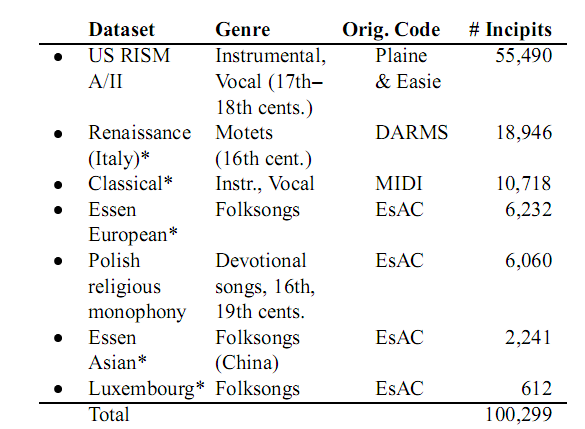 Dataset Genre Orig. Code # Incipits
• US RISM Instrumental, Plaine 55,490
A/II Vocal (17th– & Easie
18th cents.)
• Renaissance Motets DARMS 18,946
(Italy)* (16th cent.)
• Classical* Instr., Vocal MIDI 10,718
• Essen Folksongs EsAC 6,232
European*
• Polish Devotional EsAC 6,060
religious songs, 16th,
monophony 19th cents.
• Essen Folksongs EsAC 2,241
Asian* (China)
• Luxembourg* Folksongs EsAC 612
Total 100,299